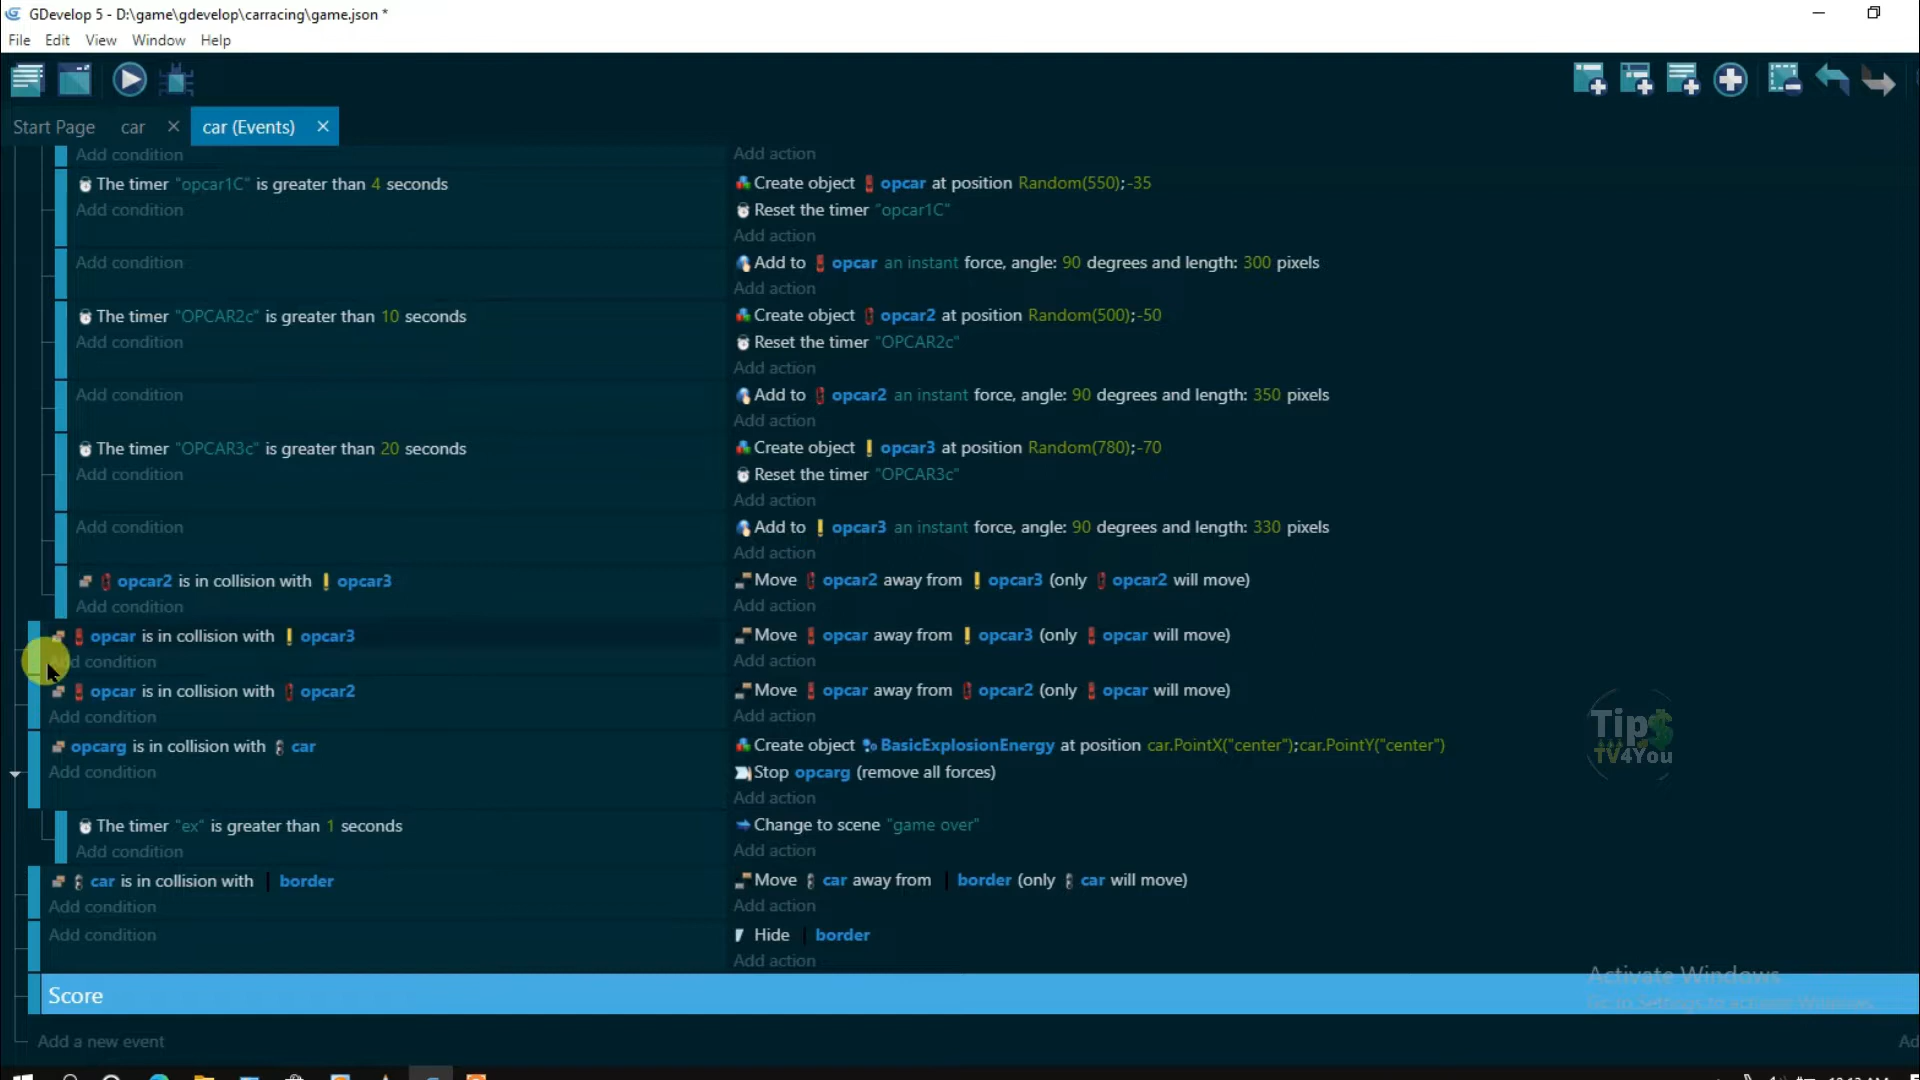 GDevelop 5 - D:\game\gdevelop\carracing\game.json *
File Edit View Window Help
Start Page car car (Events)
Add condition Add action
The timer "opcar1C" is greater than 4 seconds Create object opcar at position Random(550);-35
Add condition Reset the timer "opcar1C"
Add action
Add condition Add to opcar an instant force, angle: 90 degrees and length: 300 pixels
Add action
The timer "OPCAR2c" is greater than 10 seconds Create object opcar2 at position Random(500);-50
Add condition Reset the timer "OPCAR2c"
Add action
Add condition Add to opcar2 an instant force, angle: 90 degrees and length: 350 pixels
Add action
The timer "OPCAR3c" is greater than 20 seconds Create object opcar3 at position Random(780);-70
Add condition Reset the timer "OPCAR3c"
Add action
Add condition Add to opcar3 an instant force, angle: 90 degrees and length: 330 pixels
Add action
opcar2 is in collision with opcar3 Move opcar2 away from opcar3 (only opcar2 will move)
Add condition Add action
opcar is in collision with opcar3 Move opcar away from opcar3 (only opcar will move)
condition Add action
opcar is in collision with opcar2 Move opcar away from opcar2 (only opcar will move)
Add condition Add action
opcarg is in collision with car Create object BasicExplosionEnergy at position car.PointX("center");car.PointY("center")
Add condition Stop opcarg (remove all forces)
Add action
The timer "ex" is greater than 1 seconds Change to scene "game over"
Add condition Add action
car is in collision with border Move car away from border (only car will move)
Add condition Add action
Add condition Hide border
Add action
Score
Add a new event Ad
Tip$
TV4You
Activate Windows
Go to Settings to activate Windows.